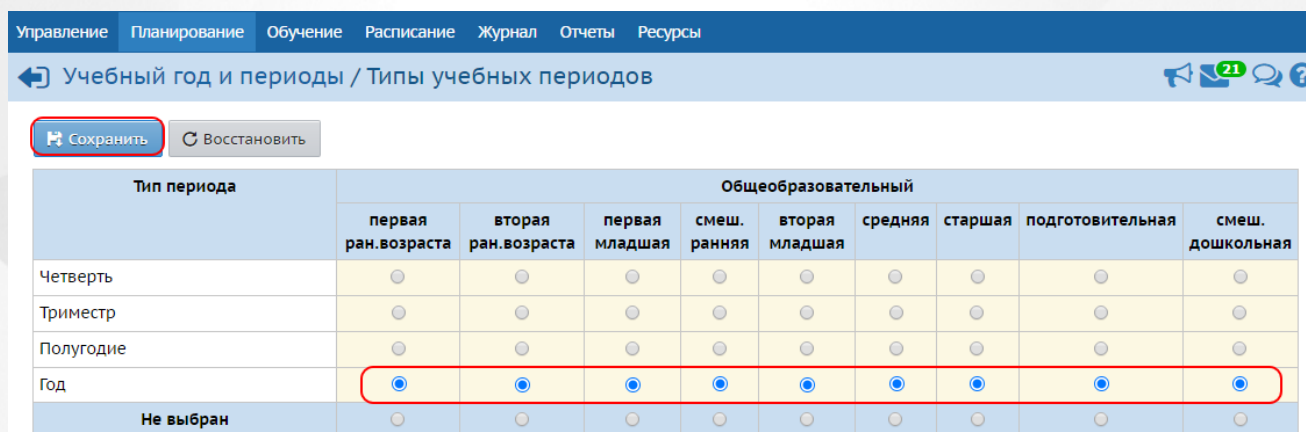 Управление Планирование Обучение Расписание Журнал Отчеты Ресурсы
Учебный год и периоды / Типы учебных периодов
21
?
Сохранить Восстановить
Тип периода Общеобразовательный
первая ран.возраста вторая ран.возраста первая младшая смеш. ранняя вторая младшая средняя старшая подготовительная смеш. дошкольная
Четверть
Триместр
Полугодие
Год
Не выбран